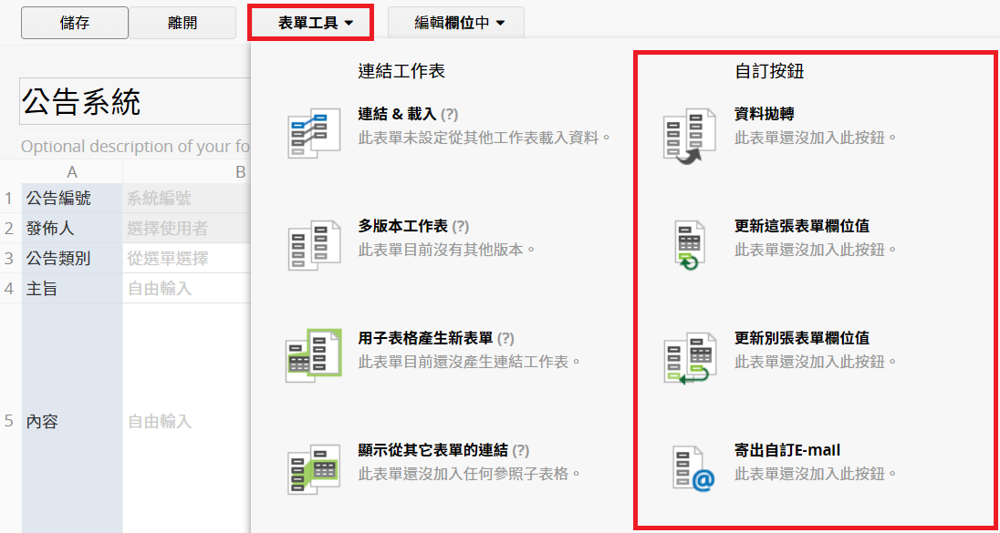 儲存
離開
表單工具
編輯欄位中
公告系統
Optional description of your fo
A
B
1 公告編號 系統編號
2 發佈人 選擇使用者
3 公告類別 從選單選擇
4 主旨 自由輸入
5 內容 自由輸入
連結工作表
連結 & 載入 (?)
此表單未設定從其他工作表載入資料。
多版本工作表 (?)
此表單目前沒有其他版本。
用子表格產生新表單 (?)
此表單目前還沒產生連結工作表。
顯示從其它表單的連結 (?)
此表單還沒加入任何參照子表格。
自訂按鈕
資料拋轉
此表單還沒加入此按鈕。
更新這張表單欄位值
此表單還沒加入此按鈕。
更新別張表單欄位值
此表單還沒加入此按鈕。
寄出自訂E-mail
此表單還沒加入此按鈕。